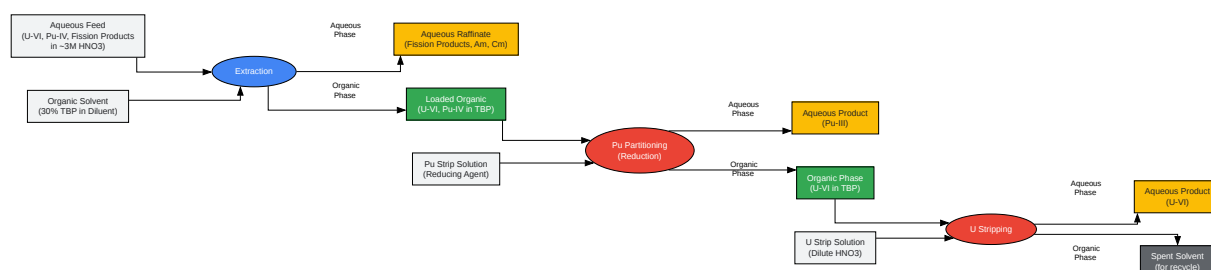 Aqueous Feed
(U-VI, Pu-IV, Fission Products
in ~3M HNO3)
Organic Solvent
(30% TBP in Diluent)
Extraction
Aqueous
Phase
Organic
Phase
Aqueous Raffinate
(Fission Products, Am, Cm)
Loaded Organic
(U-VI, Pu-IV in TBP)
Pu Strip Solution
(Reducing Agent)
Pu Partitioning
(Reduction)
Aqueous
Phase
Organic
Phase
Aqueous Product
(Pu-III)
Organic Phase
(U-VI in TBP)
U Strip Solution
(Dilute HNO3)
U Stripping
Aqueous
Phase
Organic
Phase
Aqueous Product
(U-VI)
Spent Solvent
(for recycle)